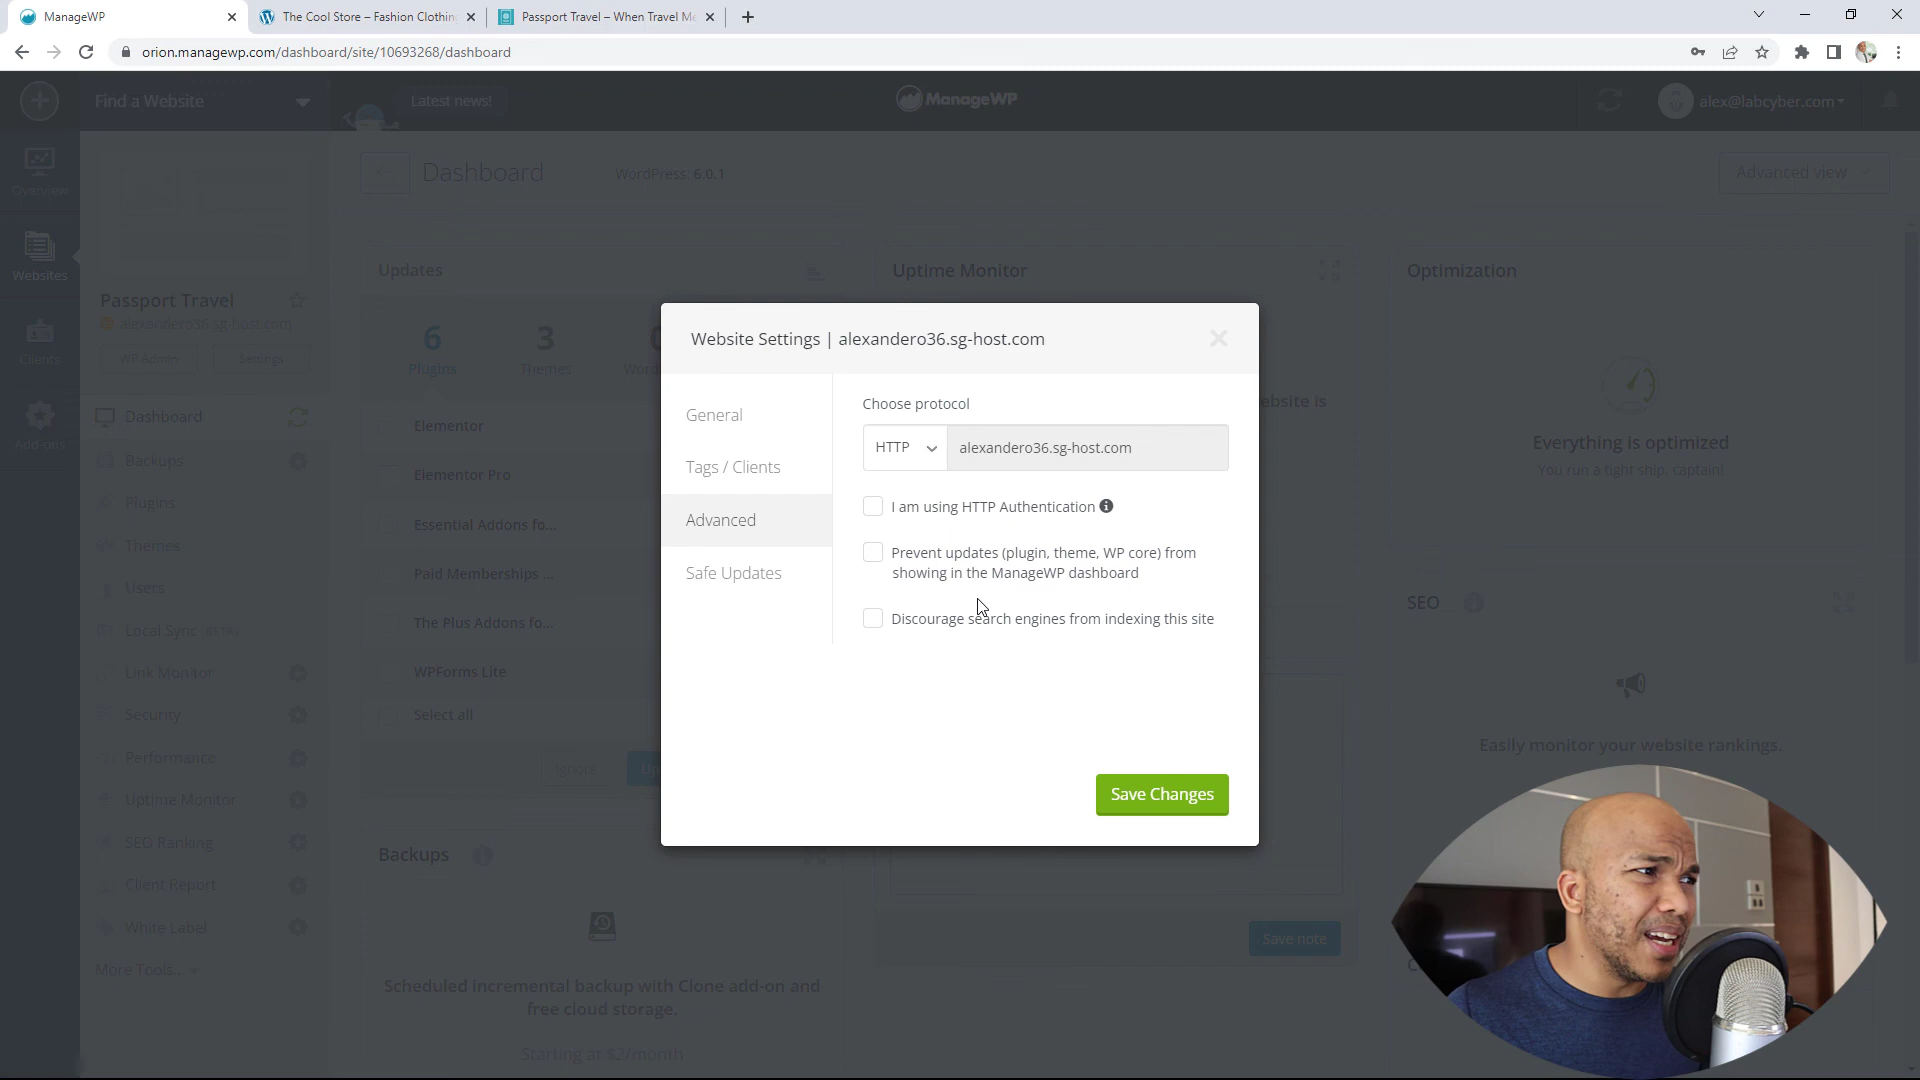 ManageWP
The Cool Store – Fashion Clothin
Passport Travel – When Travel Me
orion.managewp.com/dashboard/site/10693268/dashboard
Find a Website
Latest news!
ManageWP
alex@labcyber.com
Overview
Websites
Clients
Add-ons
Dashboard
WordPress 6.0.1
Advanced view
Passport Travel
alexandero36.sg-host.com
WP Admin
Settings
Dashboard
Backups
Plugins
Themes
Users
Local Sync (BETA)
Link Monitor
Security
Performance
Uptime Monitor
SEO Ranking
Client Report
White Label
More Tools...
Updates
6
Plugins
3
Themes
Elementor
Elementor Pro
Essential Addons fo...
Paid Memberships ...
The Plus Addons fo...
WPForms Lite
Select all
Ignore
Uptime Monitor
ebsite is
Optimization
Everything is optimized
You run a tight ship, captain!
SEO
Easily monitor your website rankings.
Website Settings | alexandero36.sg-host.com
General
Tags / Clients
Advanced
Safe Updates
Choose protocol
HTTP
alexandero36.sg-host.com
I am using HTTP Authentication
Prevent updates (plugin, theme, WP core) from
showing in the ManageWP dashboard
Discourage search engines from indexing this site
Save Changes
Backups
Scheduled incremental backup with Clone add-on and
free cloud storage.
Starting at $2/month
Save note